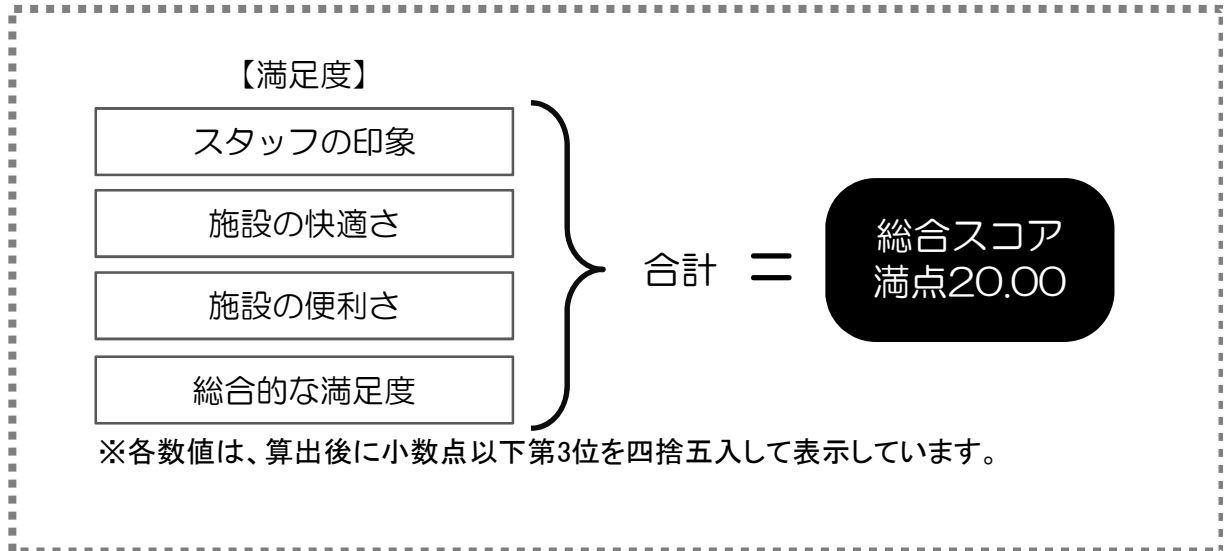 【満足度】
スタッフの印象
施設の快適さ
施設の便利さ
総合的な満足度
合計 =
総合スコア
満点20.00
※各数値は、算出後に小数点以下第3位を四捨五入して表示しています。